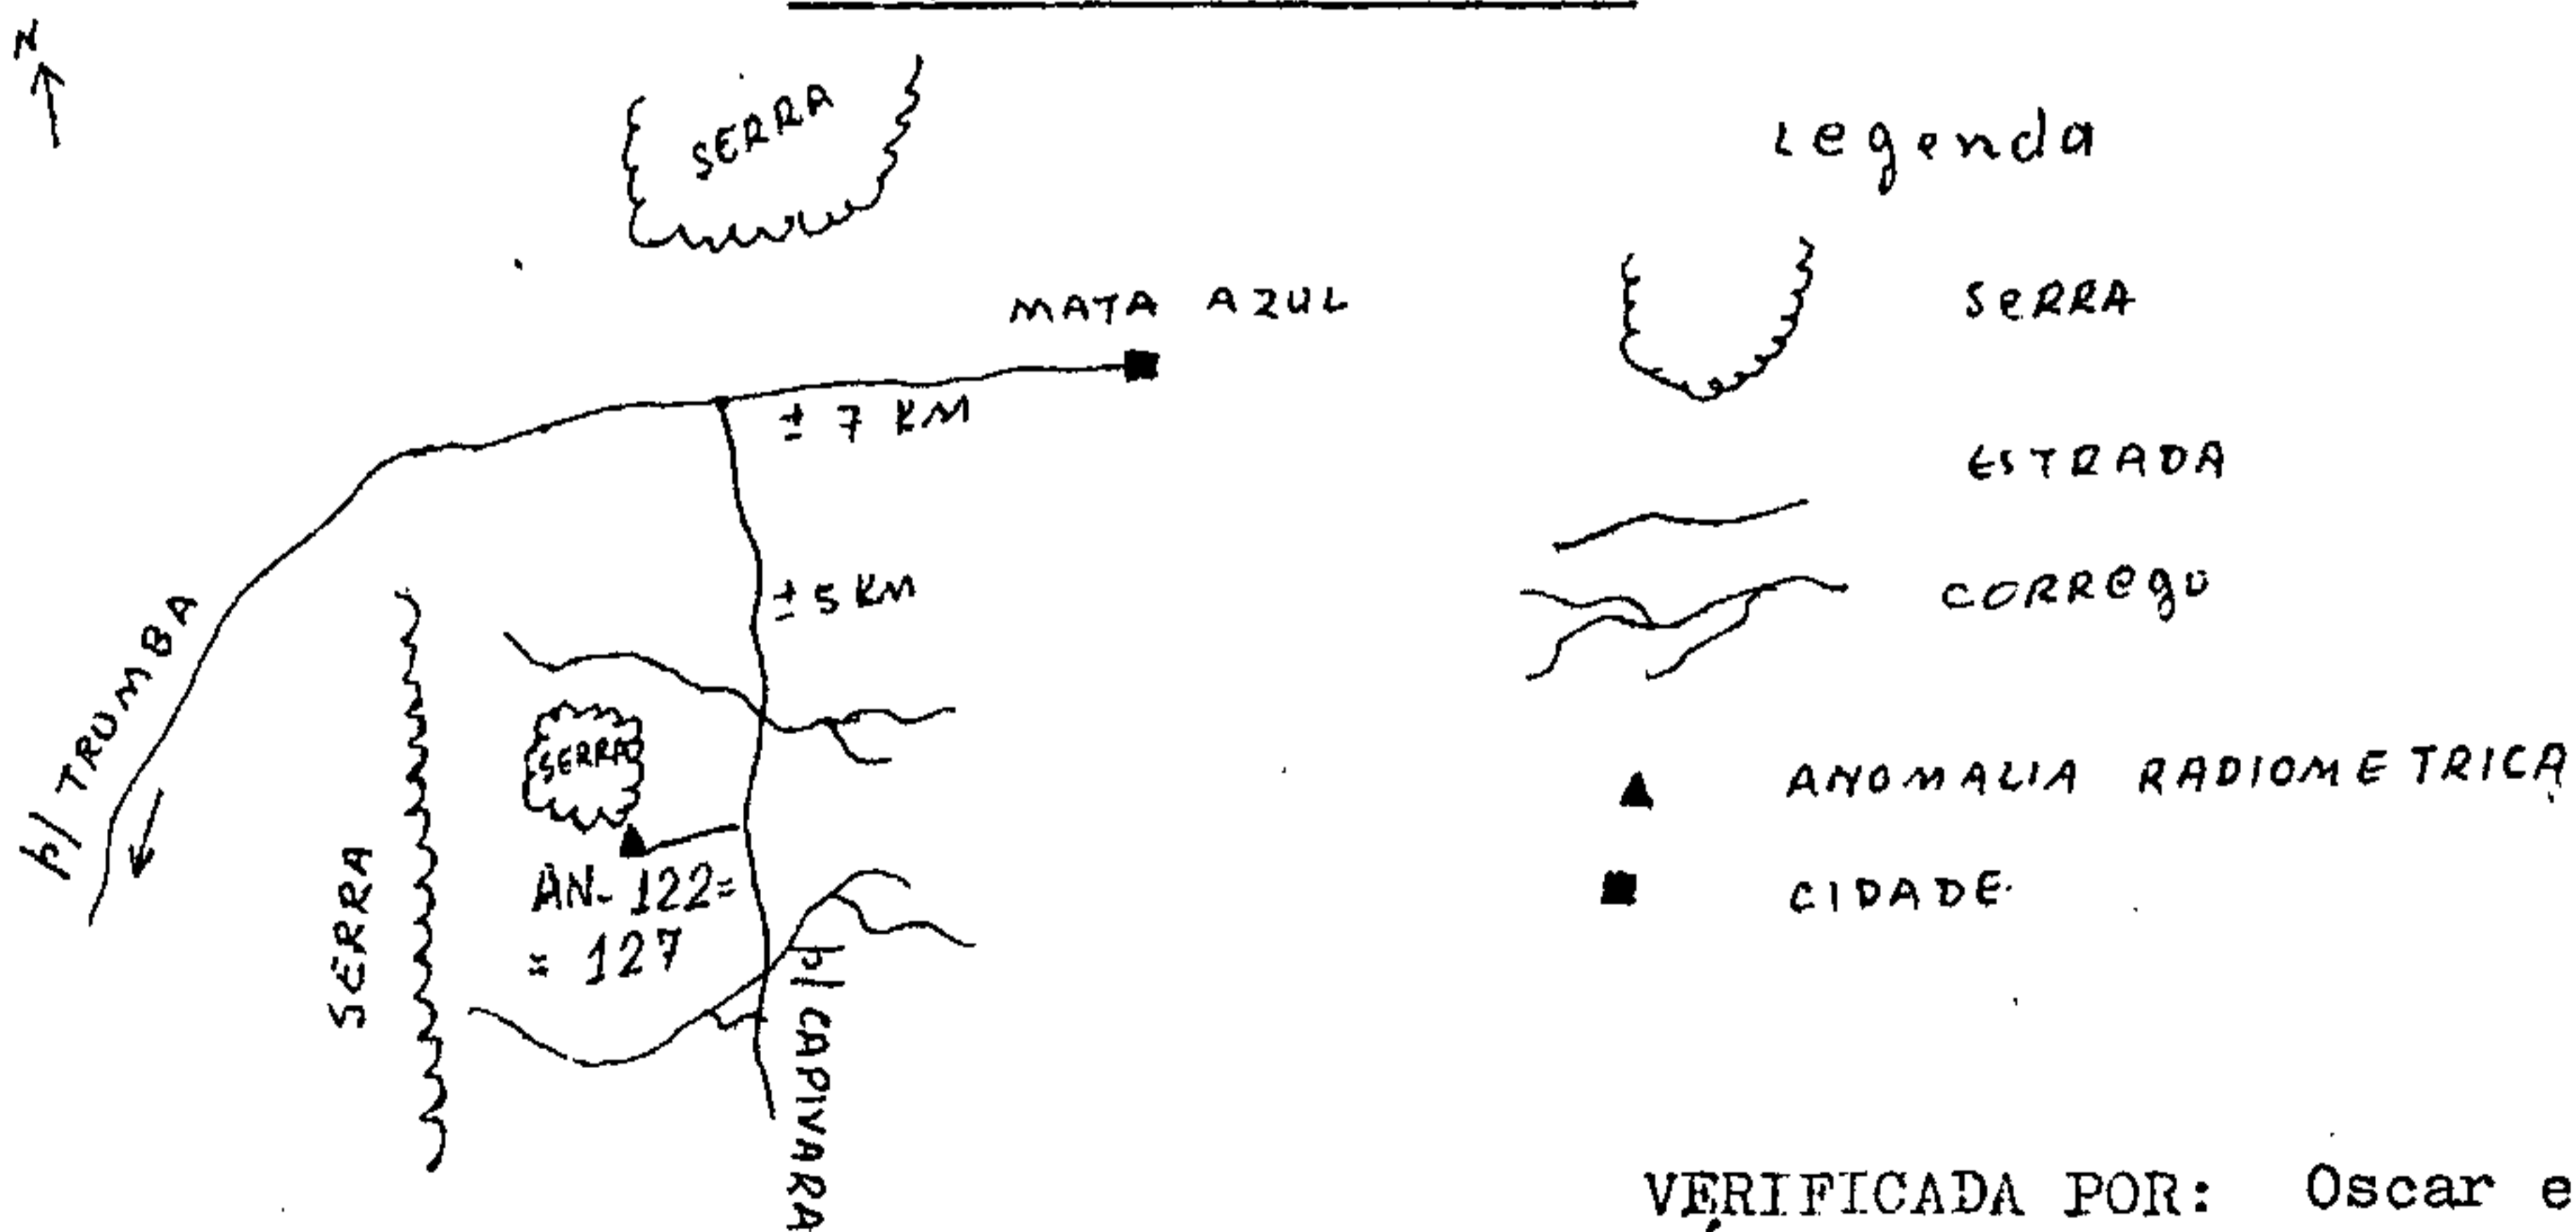 N
SERRA
Legenda
MATA AZUL
SERRA
± 7 KM
ESTRADA
± 5 KM
CORREgo
p/ TROMBA
SERRA
ANOMALIA RADIOMETRICA
AN- 122=
= 127
CIDADE
SERRA
p/ CAPIVARA
VERIFICADA POR: Oscar e